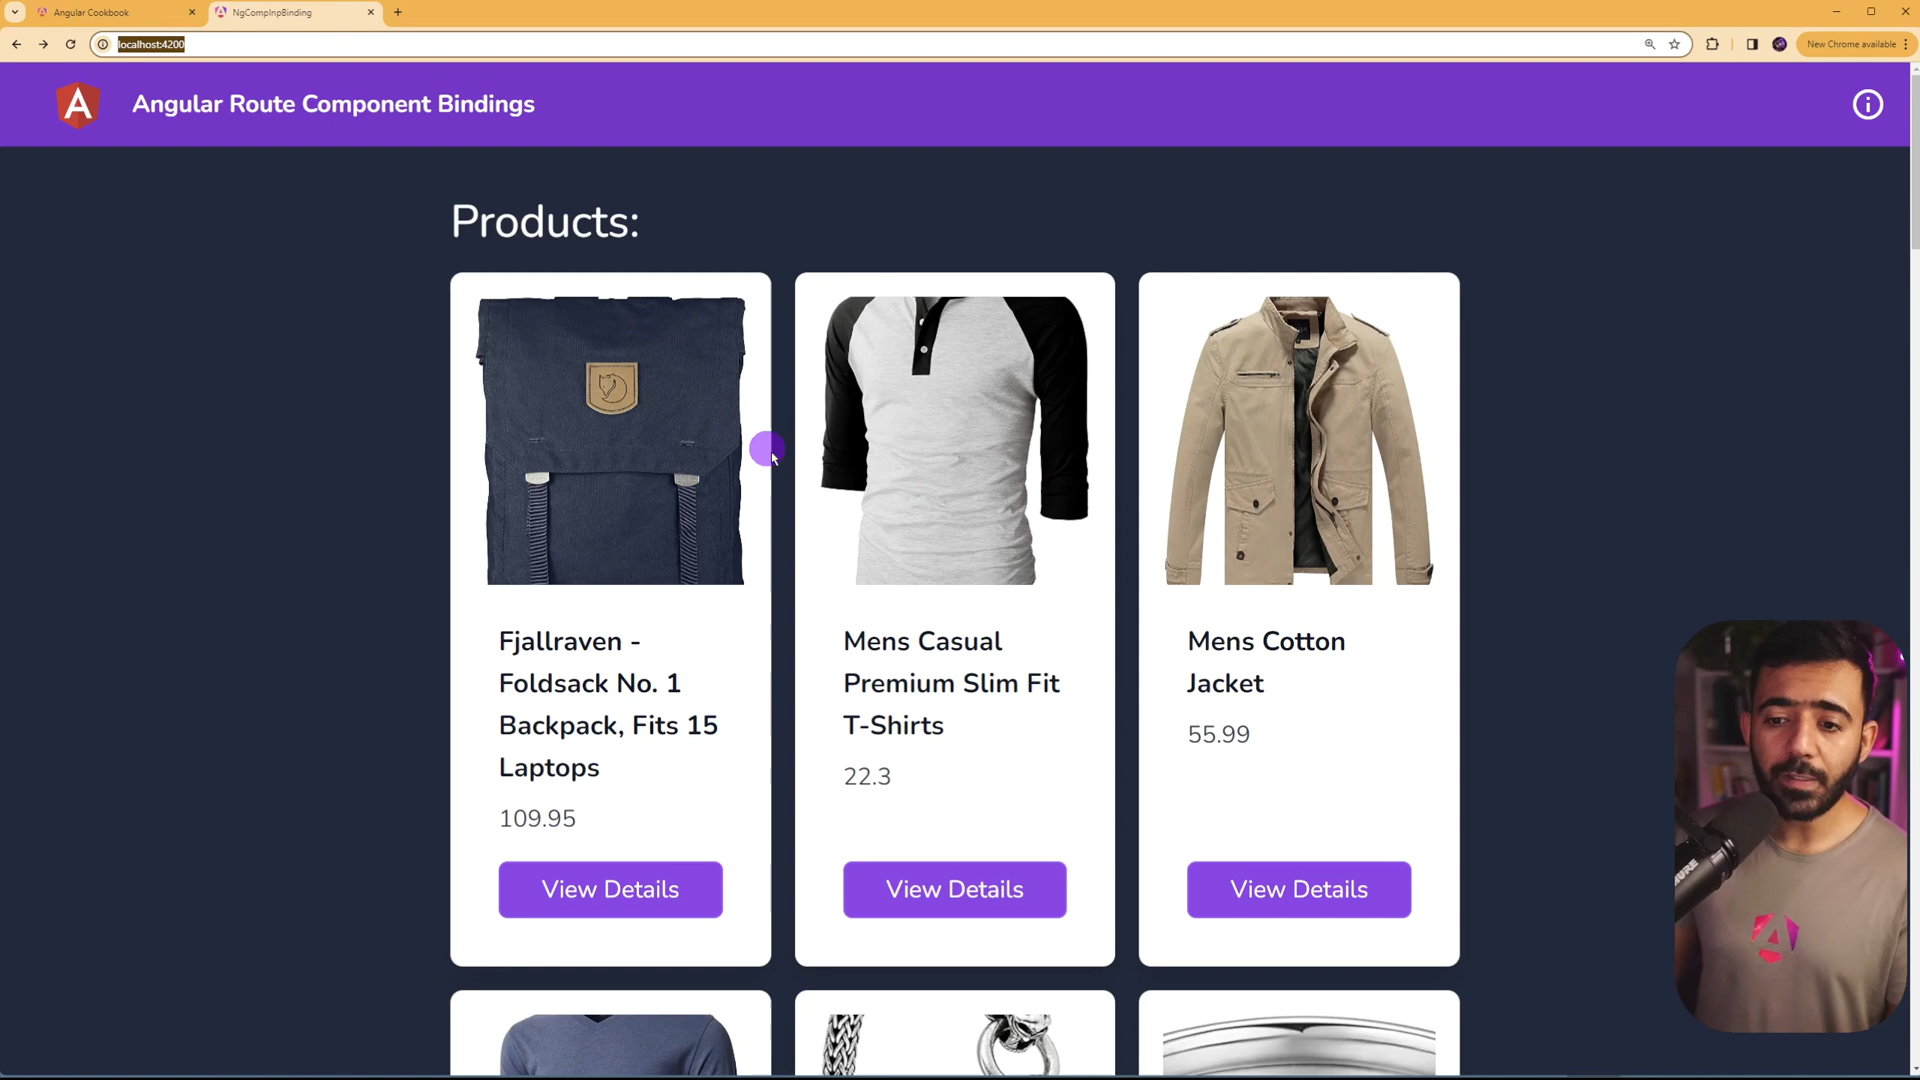 Angular Cookbook
NgCompInpBinding
localhost:4200
New Chrome available
Angular Route Component Bindings
Products:
Fjallraven -
Foldsack No. 1
Backpack, Fits 15
Laptops
109.95
View Details
Mens Casual
Premium Slim Fit
T-Shirts
22.3
View Details
Mens Cotton
Jacket
55.99
View Details